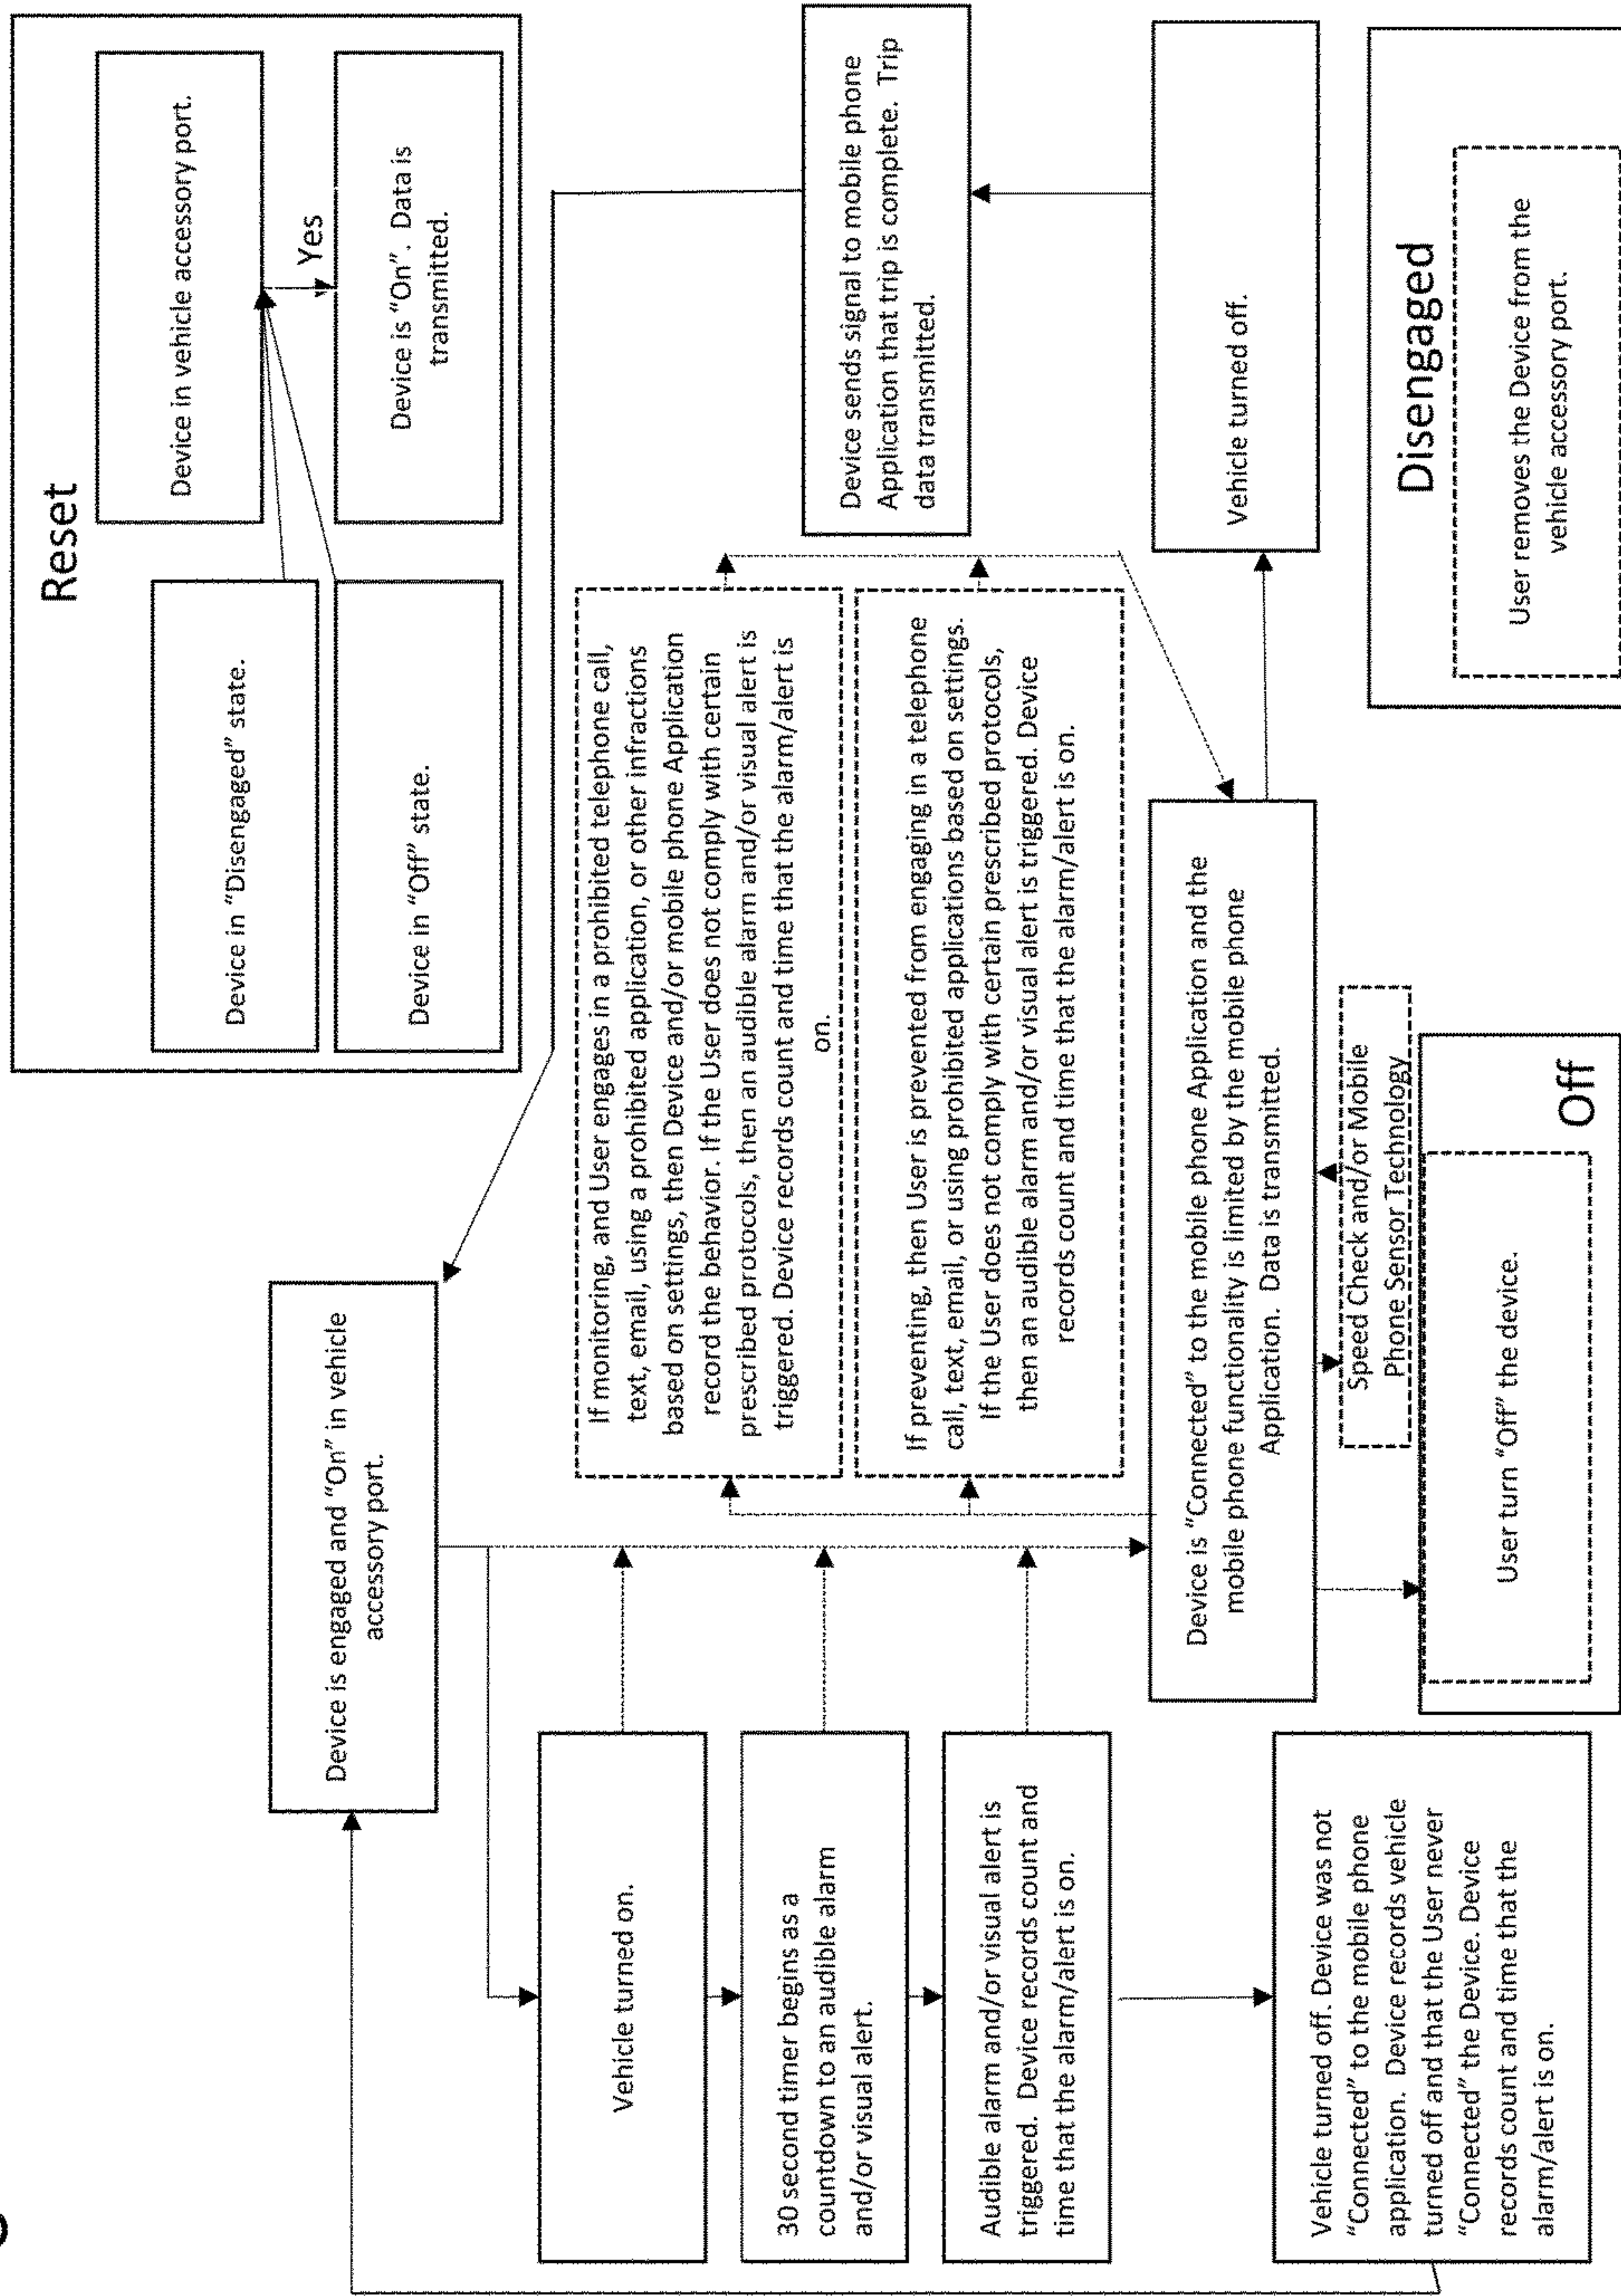 Reset
Device in "Disengaged" state.
Device in vehicle accessory port.
Device in "Off" state.
Yes
Device is "On". Data is
transmitted.
Device is engaged and "On" in vehicle
accessory port.
Vehicle turned on.
30 second timer begins as a
countdown to an audible alarm
and/or visual alert.
Audible alarm and/or visual alert is
triggered. Device records count and
time that the alarm/alert is on.
Vehicle turned off. Device was not
"Connected" to the mobile phone
application. Device records vehicle
turned off and that the User never
"Connected" the Device. Device
records count and time that the
alarm/alert is on.
If monitoring, and User engages in a prohibited telephone call,
text, email, using a prohibited application, or other infractions
based on settings, then Device and/or mobile phone Application
record the behavior. If the User does not comply with certain
prescribed protocols, then an audible alarm and/or visual alert is
triggered. Device records count and time that the alarm/alert is
on.
If preventing, then User is prevented from engaging in a telephone
call, text, email, or using prohibited applications based on settings.
If the User does not comply with certain prescribed protocols,
then an audible alarm and/or visual alert is triggered. Device
records count and time that the alarm/alert is on.
Device is "Connected" to the mobile phone Application and the
mobile phone functionality is limited by the mobile phone
Application. Data is transmitted.
Speed Check and/or Mobile
Phone Sensor Technology
User turn "Off" the device.
Off
Device sends signal to mobile phone
Application that trip is complete. Trip
data transmitted.
Vehicle turned off.
Disengaged
User removes the Device from the
vehicle accessory port.